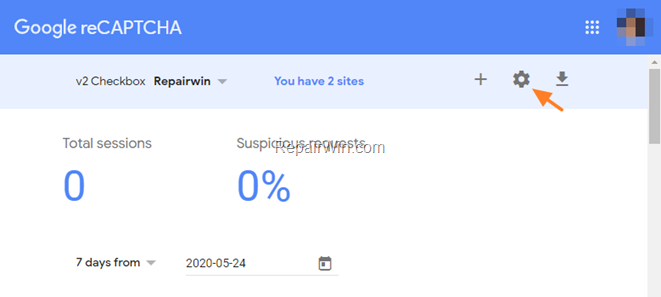 Google reCAPTCHA
v2 Checkbox Repairwin You have 2 sites
Total sessions Suspicious requests
RepairWin.com
0 0%
7 days from 2020-05-24